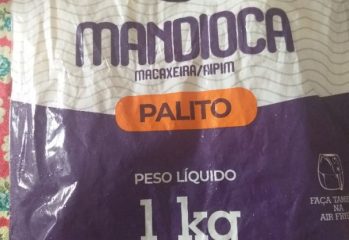 MANDIOCA
MACAXEIRA/AIPIM
PALITO
PESO LÍQUIDO
1 kg
FAÇA TAMBÉM
NA
AIR FRYER